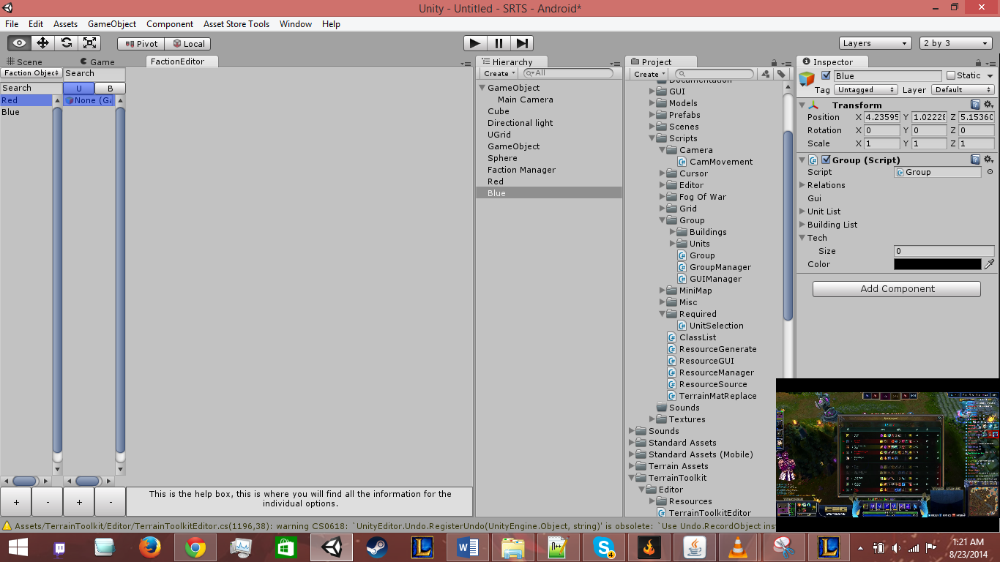 Unity - Untitled - SRTS - Android*
File Edit Assets GameObject Component Asset Store Tools Window Help
Pivot Local Layers 2 by 3
Scene Game FactionEditor
Faction Objec Search
Search U B
Red None (Ga
Blue
+ - + -
This is the help box, this is where you will find all the information for the
individual options.
Hierarchy
Create All
GameObject
Main Camera
Cube
Directional light
UGrid
GameObject
Sphere
Faction Manager
Red
Blue
Project
Create
Documentation
GUI
Models
Prefabs
Scenes
Scripts
Camera
CamMovement
Cursor
Editor
Fog Of War
Grid
Group
Buildings
Units
Group
GroupManager
GUIManager
MiniMap
Misc
Required
UnitSelection
ClassList
ResourceGenerate
ResourceGUI
ResourceManager
ResourceSource
TerrainMatReplace
Sounds
Textures
Sounds
Standard Assets
Standard Assets (Mobile)
Terrain Assets
TerrainToolkit
Editor
Resources
TerrainToolkitEditor
Inspector
Blue Static
Tag Untagged Layer Default
Transform
Position X 4.23595 Y 1.02228 Z 5.15360
Rotation X 0 Y 0 Z 0
Scale X 1 Y 1 Z 1
Group (Script)
Script Group
Relations
Gui
Unit List
Building List
Tech
Size 0
Color
Add Component
Assets/TerrainToolkit/Editor/TerrainToolkitEditor.cs(1196,38): warning CS0618: `UnityEditor.Undo.RegisterUndo(UnityEngine.Object, string)' is obsolete: `Use Undo.RecordObject inst
1:21 AM
8/23/2014